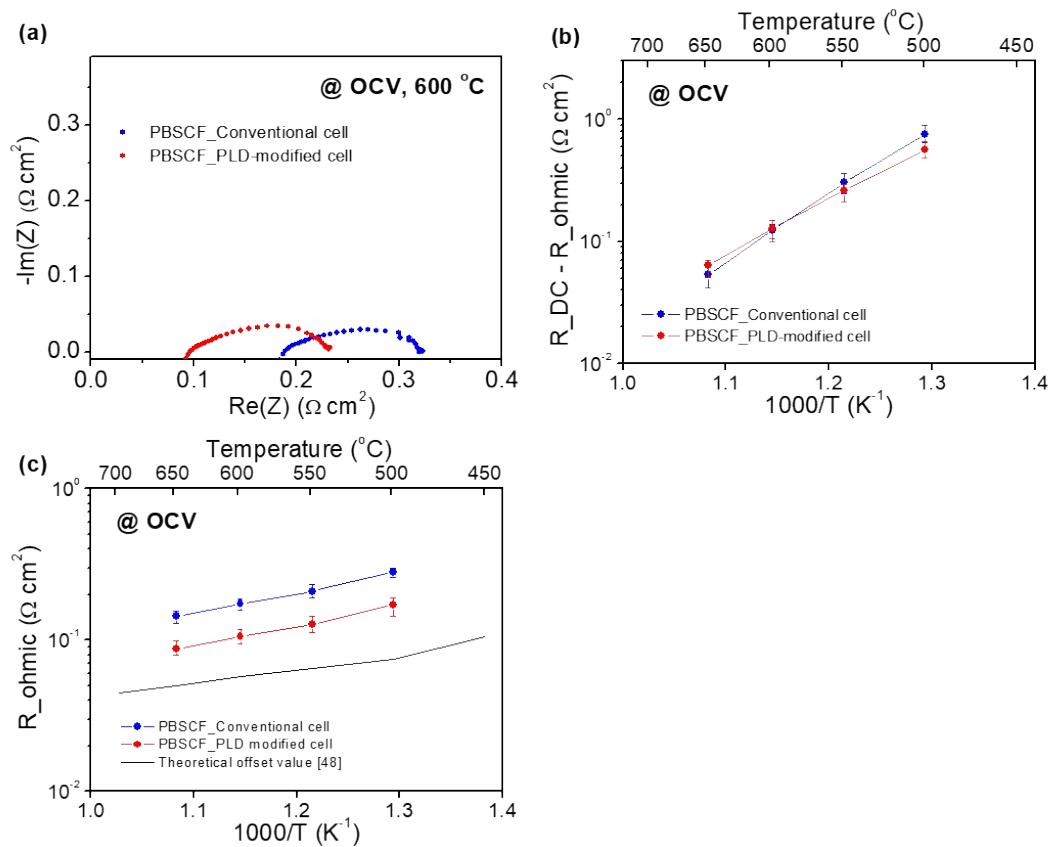 (a)
@ OCV, 600 °C
PBSCF_Conventional cell
PBSCF_PLD-modified cell
-Im(Z) (Ω cm²)
0.3
0.2
0.1
0.0
0.0 0.1 0.2 0.3 0.4
Re(Z) (Ω cm²)
(b)
Temperature (°C)
700 650 600 550 500 450
@ OCV
R_DC - R_ohmic (Ω cm²)
10⁰
10⁻¹
10⁻²
PBSCF_Conventional cell
PBSCF_PLD-modified cell
1.0 1.1 1.2 1.3 1.4
1000/T (K⁻¹)
(c)
Temperature (°C)
700 650 600 550 500 450
@ OCV
R_ohmic (Ω cm²)
10⁰
10⁻¹
10⁻²
PBSCF_Conventional cell
PBSCF_PLD modified cell
Theoretical offset value [48]
1.0 1.1 1.2 1.3 1.4
1000/T (K⁻¹)